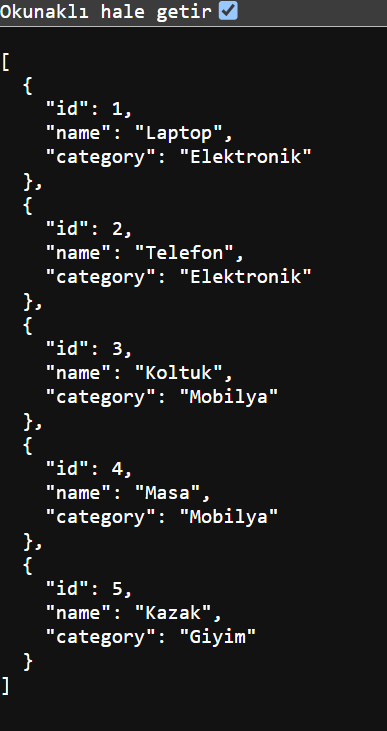 Okunaklı hale getir
[
  {
    "id": 1,
    "name": "Laptop",
    "category": "Elektronik"
  },
  {
    "id": 2,
    "name": "Telefon",
    "category": "Elektronik"
  },
  {
    "id": 3,
    "name": "Koltuk",
    "category": "Mobilya"
  },
  {
    "id": 4,
    "name": "Masa",
    "category": "Mobilya"
  },
  {
    "id": 5,
    "name": "Kazak",
    "category": "Giyim"
  }
]